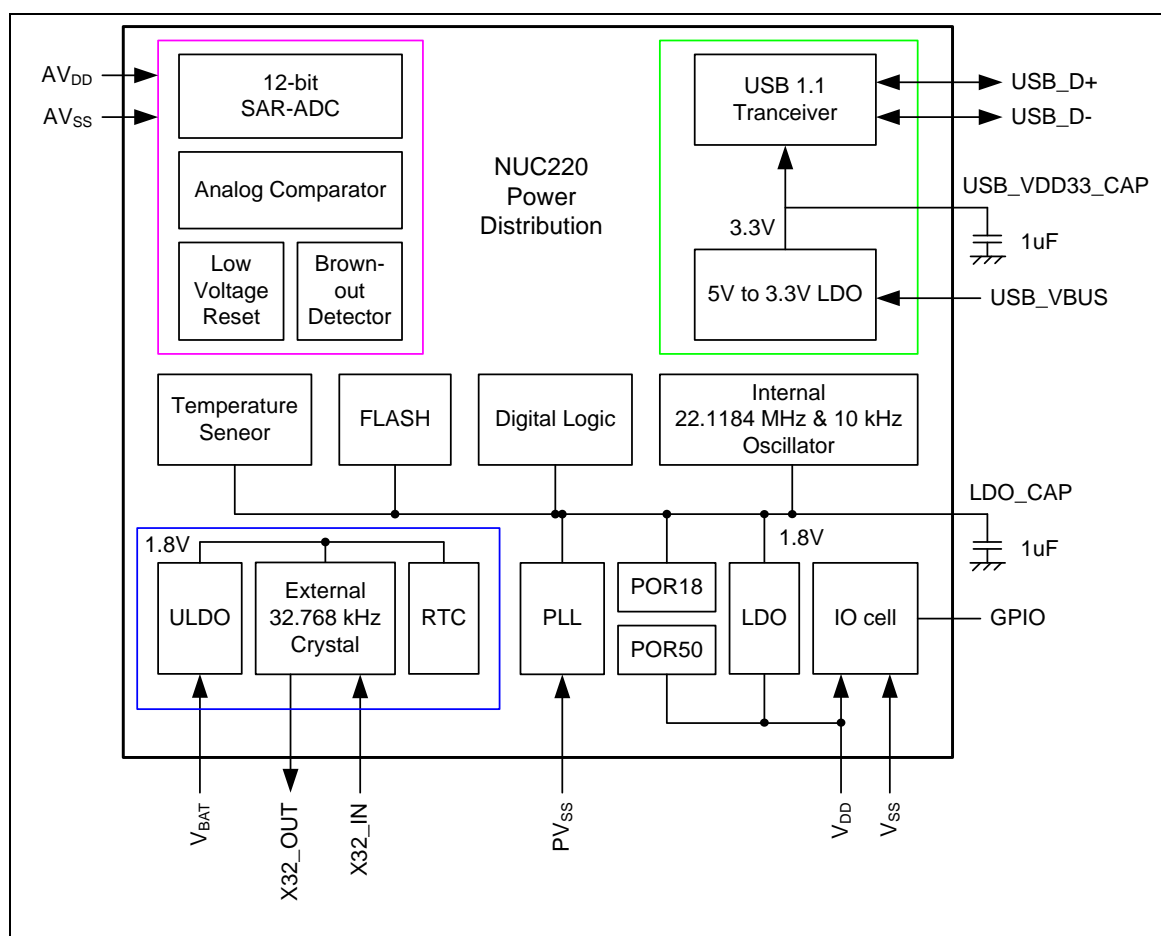 AVDD
AVSS
12-bit
SAR-ADC
Analog Comparator
Low
Voltage
Reset
Brown-
out
Detector
NUC220
Power
Distribution
USB 1.1
Tranceiver
USB_D+
USB_D-
USB_VDD33_CAP
3.3V
1uF
5V to 3.3V LDO
USB_VBUS
Temperature
Seneor
FLASH
Digital Logic
Internal
22.1184 MHz & 10 kHz
Oscillator
LDO_CAP
1uF
1.8V
1.8V
ULDO
External
32.768 kHz
Crystal
RTC
PLL
POR18
POR50
LDO
IO cell
GPIO
VBAT
X32_OUT
X32_IN
PVSS
VDD
VSS